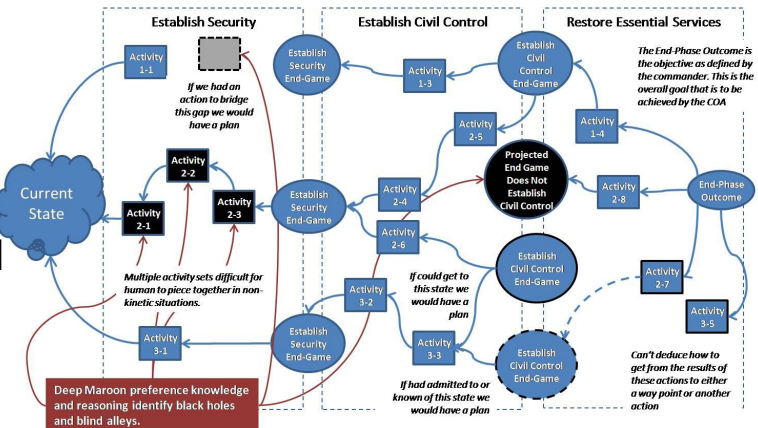 Establish Security
Establish Civil Control
Restore Essential Services
Activity
1-1
If we had an
action to bridge
this gap we would
have a plan
Establish
Security
End-Game
Activity
1-3
Establish
Civil
Control
End-Game
Activity
1-4
The End-Phase Outcome is
the objective as defined by
the commander. This is the
overall goal that is to be
achieved by the COA
Current
State
Activity
2-1
Activity
2-2
Activity
2-3
Establish
Security
End-Game
Activity
2-4
Activity
2-5
Activity
2-6
Projected
End Game
Does Not
Establish
Civil Control
Activity
2-8
End-Phase
Outcome
Multiple activity sets difficult for
human to piece together in non-
kinetic situations.
Activity
3-1
Establish
Security
End-Game
Activity
3-2
If could get to
this state we
would have a
plan
Establish
Civil Control
End-Game
Activity
2-7
Activity
3-5
Activity
3-3
Establish
Civil Control
End-Game
If had admitted to or
known of this state we
would have a plan
Can't deduce how to
get from the results of
these actions to either
a way point or another
action
Deep Maroon preference knowledge
and reasoning identify black holes
and blind alleys.